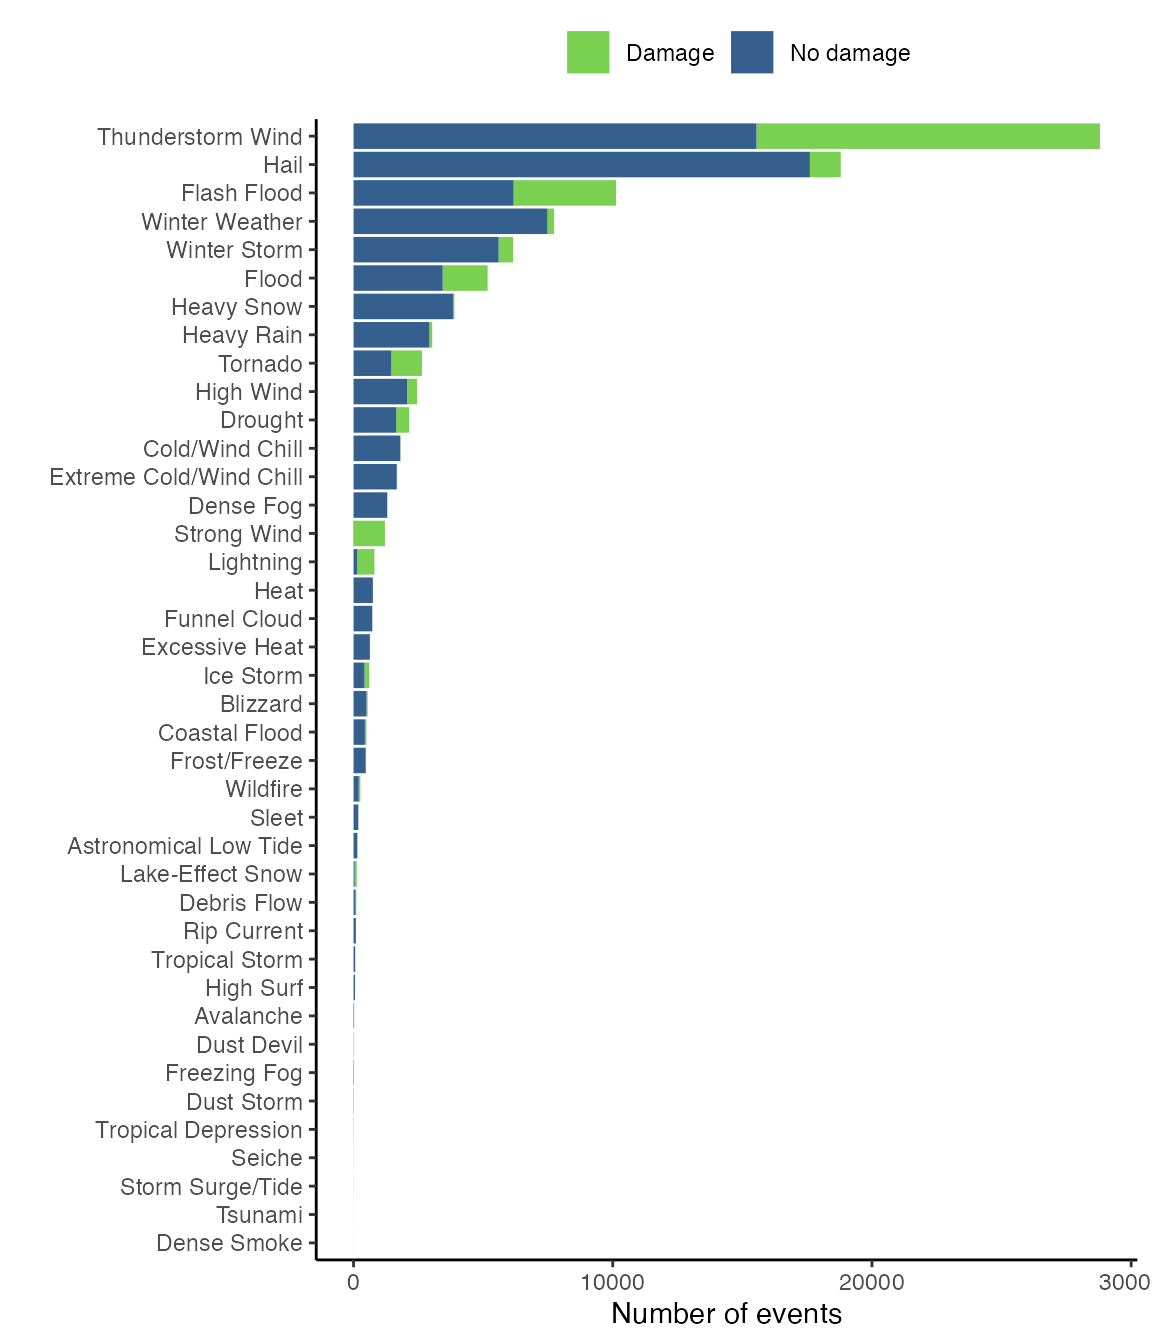 Damage No damage
Thunderstorm Wind
Hail
Flash Flood
Winter Weather
Winter Storm
Flood
Heavy Snow
Heavy Rain
Tornado
High Wind
Drought
Cold/Wind Chill
Extreme Cold/Wind Chill
Dense Fog
Strong Wind
Lightning
Heat
Funnel Cloud
Excessive Heat
Ice Storm
Blizzard
Coastal Flood
Frost/Freeze
Wildfire
Sleet
Astronomical Low Tide
Lake-Effect Snow
Debris Flow
Rip Current
Tropical Storm
High Surf
Avalanche
Dust Devil
Freezing Fog
Dust Storm
Tropical Depression
Seiche
Storm Surge/Tide
Tsunami
Dense Smoke
0 10000 20000 3000
Number of events